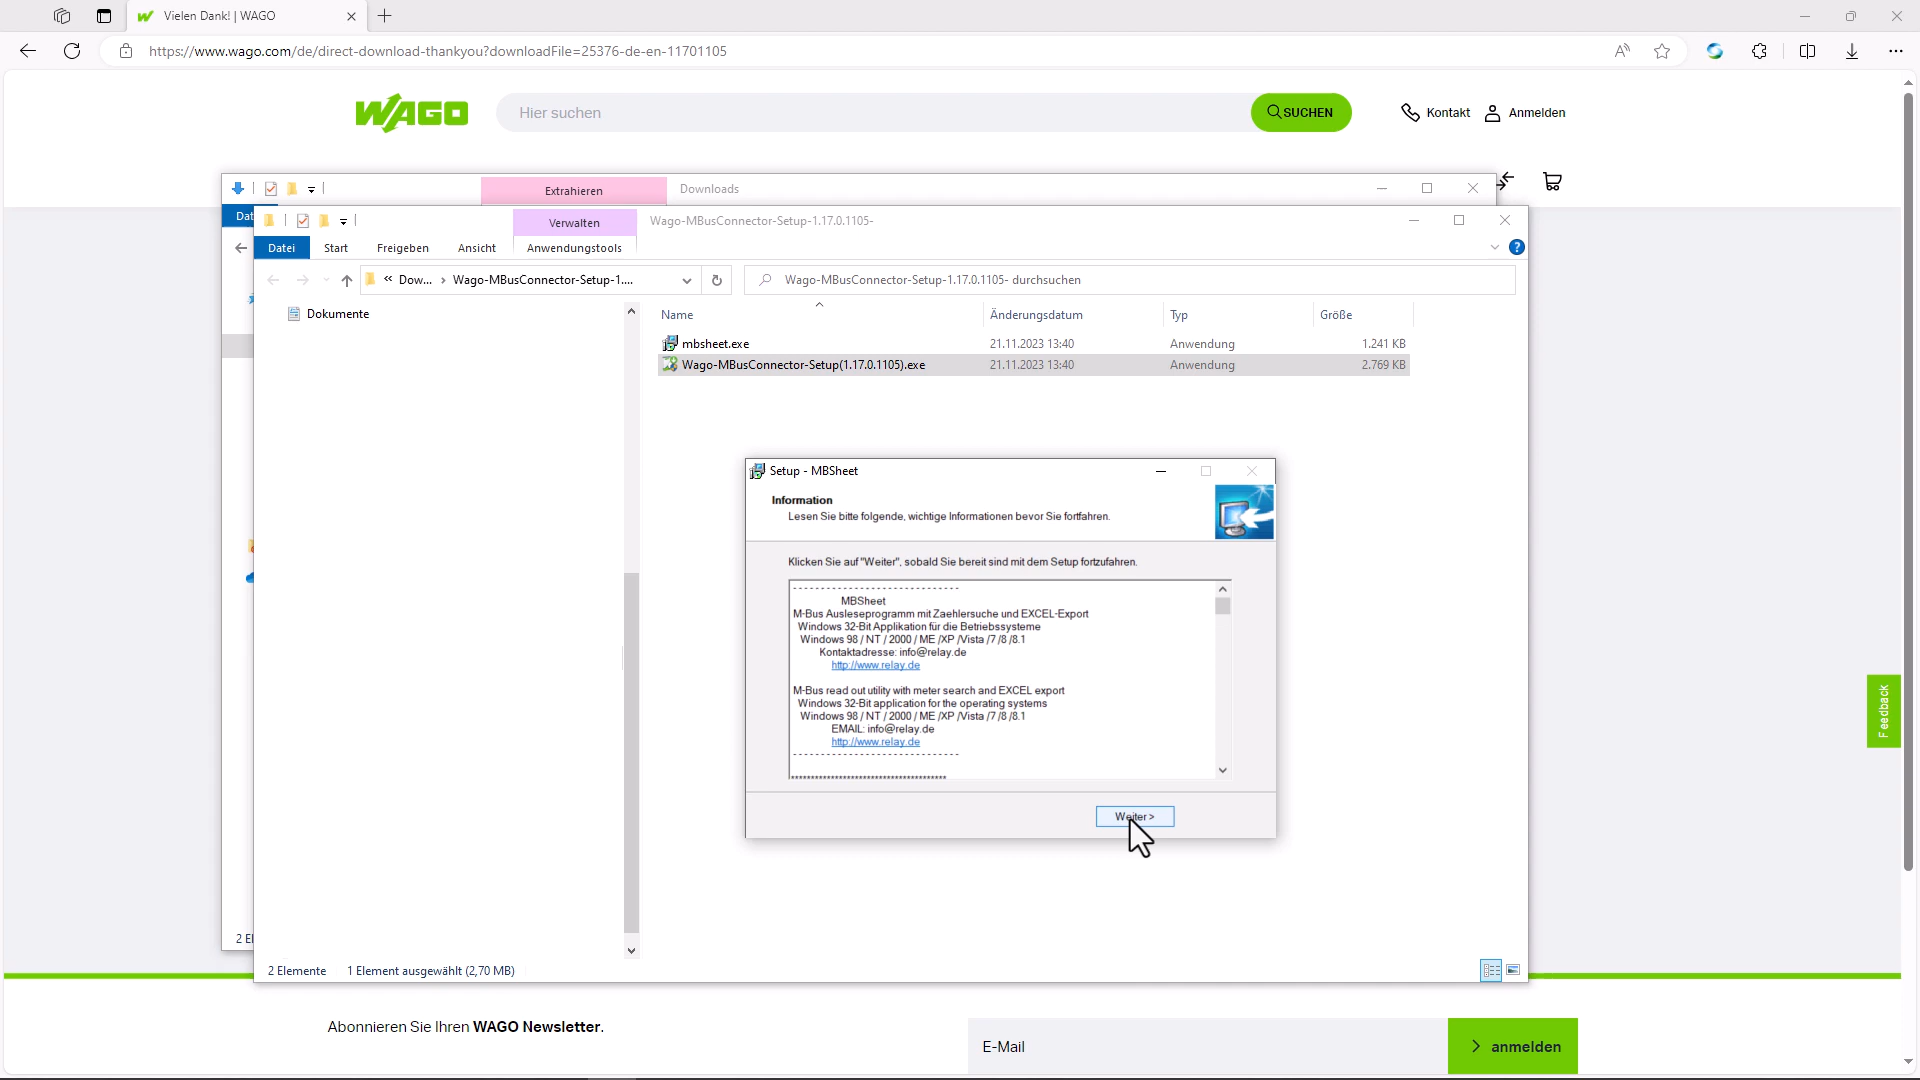 Vielen Dank! | WAGO
https://www.wago.com/de/direct-download-thankyou?downloadFile=25376-de-en-11701105
WAGO
Hier suchen
SUCHEN
Kontakt
Anmelden
Extrahieren
Downloads
Dat
Verwalten
Wago-MBusConnector-Setup-1.17.0.1105-
Datei
Start
Freigeben
Ansicht
Anwendungstools
« Dow... › Wago-MBusConnector-Setup-1....
Wago-MBusConnector-Setup-1.17.0.1105- durchsuchen
Dokumente
Name Änderungsdatum Typ Größe
mbsheet.exe 21.11.2023 13:40 Anwendung 1.241 KB
Wago-MBusConnector-Setup(1.17.0.1105).exe 21.11.2023 13:40 Anwendung 2.769 KB
Setup - MBSheet
Information
Lesen Sie bitte folgende, wichtige Informationen bevor Sie fortfahren.
Klicken Sie auf "Weiter", sobald Sie bereit sind mit dem Setup fortzufahren.
----------------------------------
MBSheet
M-Bus Ausleseprogramm mit Zaehlersuche und EXCEL-Export
Windows 32-Bit Applikation für die Betriebssysteme
Windows 98 / NT / 2000 / ME /XP /Vista /7 /8 /8.1
Kontaktadresse: info@relay.de
http://www.relay.de
M-Bus read out utility with meter search and EXCEL export
Windows 32-Bit application for the operating systems
Windows 98 / NT / 2000 / ME /XP /Vista /7 /8 /8.1
EMAIL: info@relay.de
http://www.relay.de
----------------------------------
****************************************
Weiter >
Feedback
2 El
2 Elemente
1 Element ausgewählt (2,70 MB)
Abonnieren Sie Ihren WAGO Newsletter.
E-Mail
anmelden